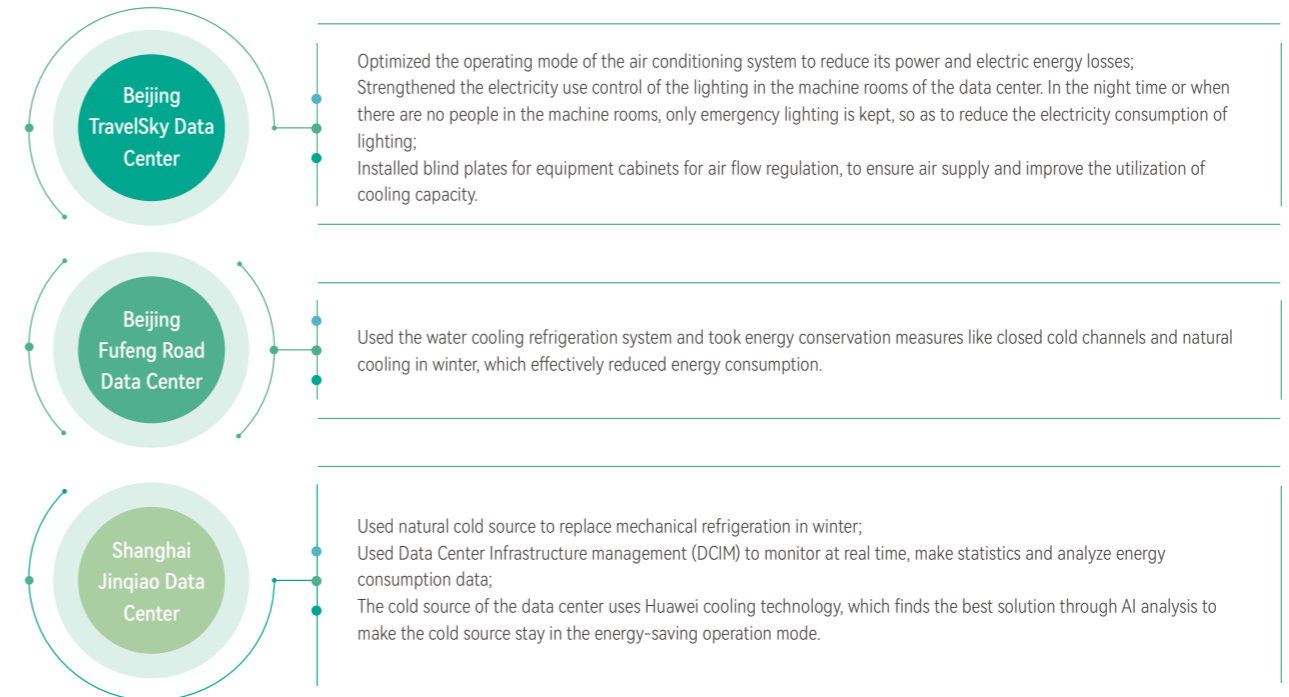 Beijing
TravelSky Data
Center
Optimized the operating mode of the air conditioning system to reduce its power and electric energy losses;
Strengthened the electricity use control of the lighting in the machine rooms of the data center. In the night time or when
there are no people in the machine rooms, only emergency lighting is kept, so as to reduce the electricity consumption of
lighting;
Installed blind plates for equipment cabinets for air flow regulation, to ensure air supply and improve the utilization of
cooling capacity.
Beijing
Fufeng Road
Data Center
Used the water cooling refrigeration system and took energy conservation measures like closed cold channels and natural
cooling in winter, which effectively reduced energy consumption.
Shanghai
Jinqiao Data
Center
Used natural cold source to replace mechanical refrigeration in winter;
Used Data Center Infrastructure management (DCIM) to monitor at real time, make statistics and analyze energy
consumption data;
The cold source of the data center uses Huawei cooling technology, which finds the best solution through AI analysis to
make the cold source stay in the energy-saving operation mode.